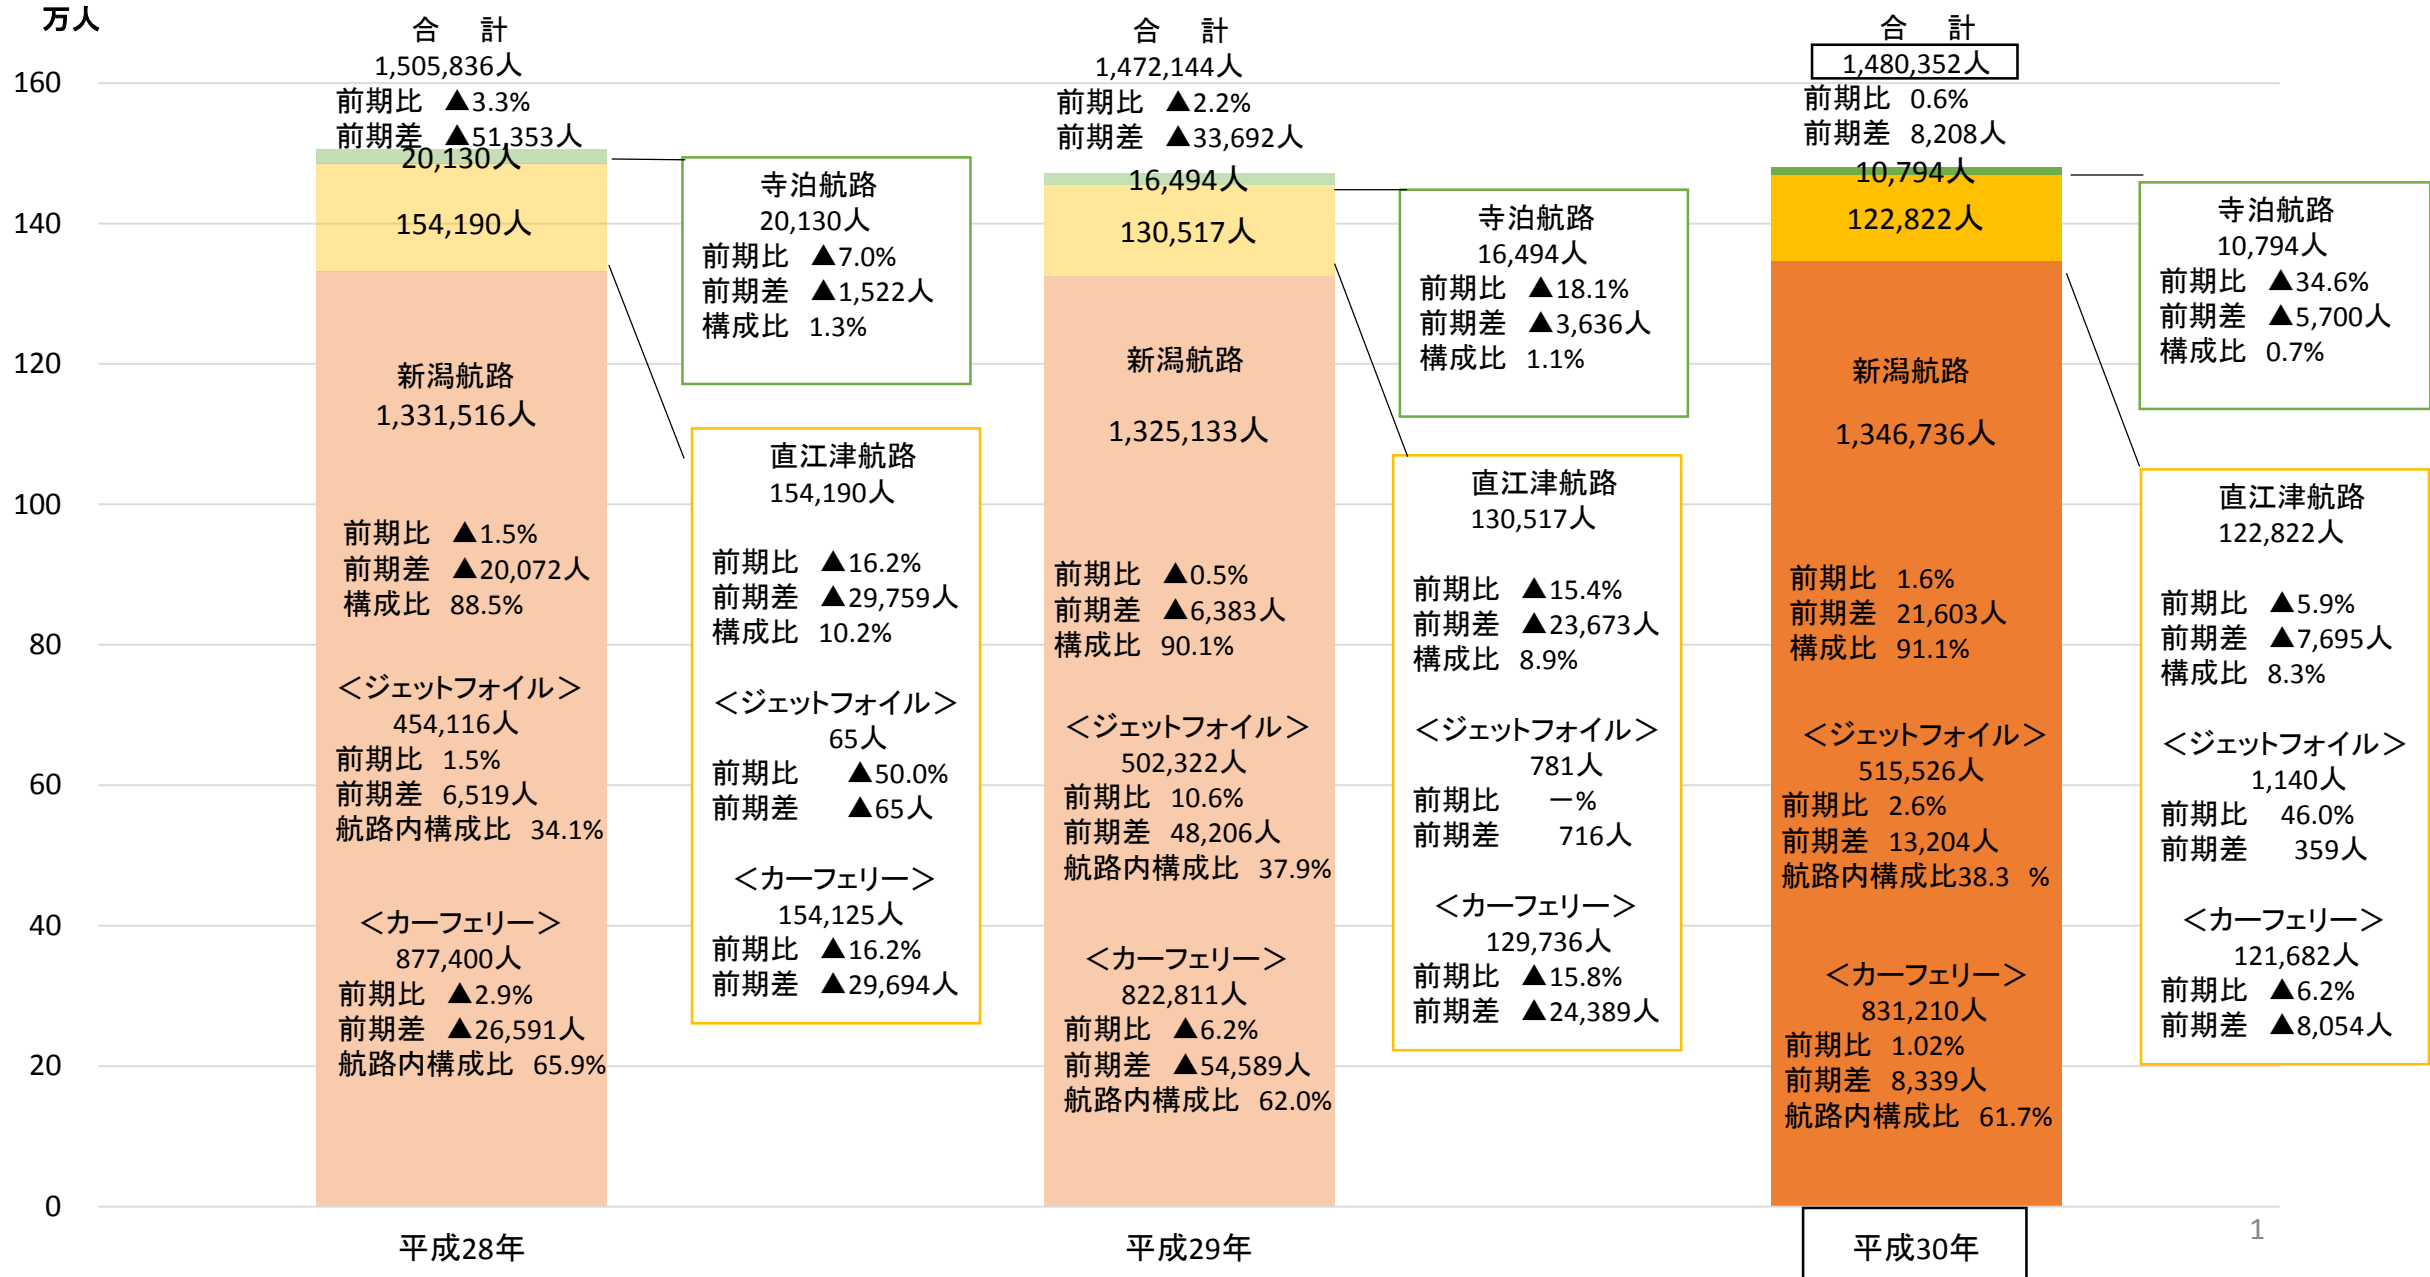 万人
160
140
120
100
80
60
40
20
0
合　計
1,505,836人
前期比 ▲3.3%
前期差 ▲51,353人
20,130人
154,190人
新潟航路
1,331,516人
前期比 ▲1.5%
前期差 ▲20,072人
構成比 88.5%
＜ジェットフォイル＞
454,116人
前期比 1.5%
前期差 6,519人
航路内構成比 34.1%
＜カーフェリー＞
877,400人
前期比 ▲2.9%
前期差 ▲26,591人
航路内構成比 65.9%
平成28年
寺泊航路
20,130人
前期比 ▲7.0%
前期差 ▲1,522人
構成比 1.3%
直江津航路
154,190人
前期比 ▲16.2%
前期差 ▲29,759人
構成比 10.2%
＜ジェットフォイル＞
65人
前期比 ▲50.0%
前期差 ▲65人
＜カーフェリー＞
154,125人
前期比 ▲16.2%
前期差 ▲29,694人
合　計
1,472,144人
前期比 ▲2.2%
前期差 ▲33,692人
16,494人
130,517人
新潟航路
1,325,133人
前期比 ▲0.5%
前期差 ▲6,383人
構成比 90.1%
＜ジェットフォイル＞
502,322人
前期比 10.6%
前期差 48,206人
航路内構成比 37.9%
＜カーフェリー＞
822,811人
前期比 ▲6.2%
前期差 ▲54,589人
航路内構成比 62.0%
平成29年
寺泊航路
16,494人
前期比 ▲18.1%
前期差 ▲3,636人
構成比 1.1%
直江津航路
130,517人
前期比 ▲15.4%
前期差 ▲23,673人
構成比 8.9%
＜ジェットフォイル＞
781人
前期比 ー%
前期差 716人
＜カーフェリー＞
129,736人
前期比 ▲15.8%
前期差 ▲24,389人
合　計
1,480,352人
前期比 0.6%
前期差 8,208人
10,794人
122,822人
新潟航路
1,346,736人
前期比 1.6%
前期差 21,603人
構成比 91.1%
＜ジェットフォイル＞
515,526人
前期比 2.6%
前期差 13,204人
航路内構成比38.3 %
＜カーフェリー＞
831,210人
前期比 1.02%
前期差 8,339人
航路内構成比 61.7%
平成30年
寺泊航路
10,794人
前期比 ▲34.6%
前期差 ▲5,700人
構成比 0.7%
直江津航路
122,822人
前期比 ▲5.9%
前期差 ▲7,695人
構成比 8.3%
＜ジェットフォイル＞
1,140人
前期比 46.0%
前期差 359人
＜カーフェリー＞
121,682人
前期比 ▲6.2%
前期差 ▲8,054人
1